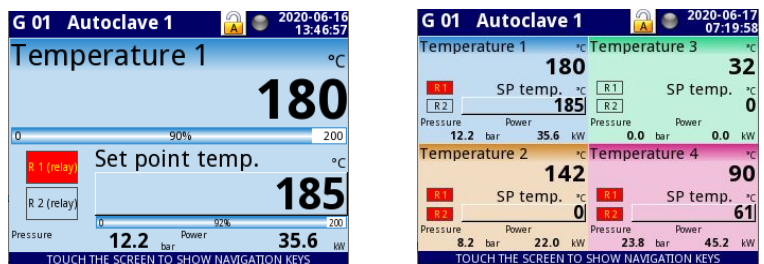 G 01 Autoclave 1 A 2020-06-16
13:46:57
Temperature 1 °C
180
0 90% 200
R 1 (relay) Set point temp. °C
R 2 (relay) 185
0 92% 200
Pressure 12.2 bar Power 35.6 kW
TOUCH THE SCREEN TO SHOW NAVIGATION KEYS
G 01 Autoclave 1 A 2020-06-17
07:19:58
Temperature 1 °C
180
R 1 SP temp. °C
R 2 185
Pressure Power
12.2 bar 35.6 kW
Temperature 3 °C
32
R 1 SP temp. °C
R 2 0
Pressure Power
0.0 bar 0.0 kW
Temperature 2 °C
142
R 1 SP temp. °C
R 2 0
Pressure Power
8.2 bar 22.0 kW
Temperature 4 °C
90
R 1 SP temp. °C
R 2 61
Pressure Power
23.8 bar 45.2 kW
TOUCH THE SCREEN TO SHOW NAVIGATION KEYS